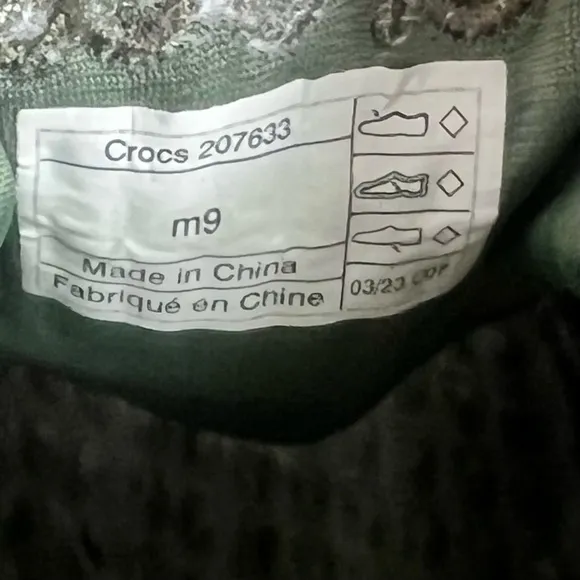 Crocs 207633
m9
Made in China
Fabriqué en Chine
03/23